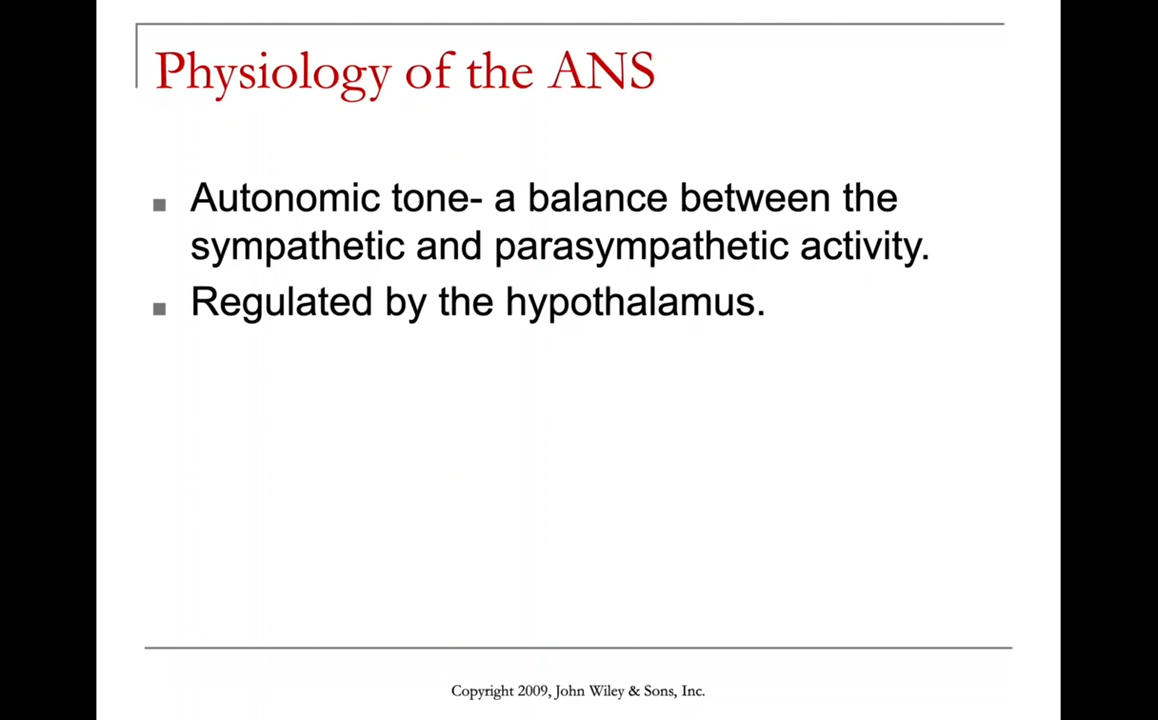 Physiology of the ANS
Autonomic tone- a balance between the
sympathetic and parasympathetic activity.
Regulated by the hypothalamus.
Copyright 2009, John Wiley & Sons, Inc.